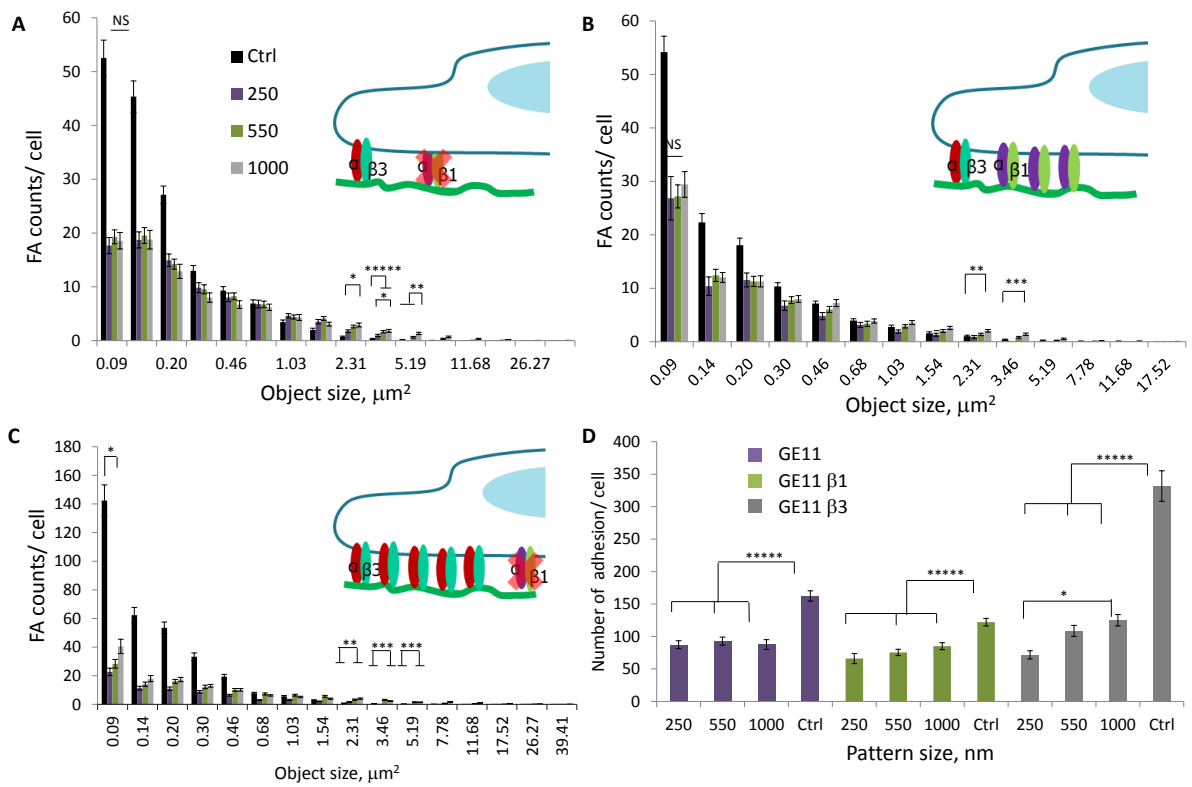 A
60
50
40
30
20
10
0
FA counts/ cell
NS
Ctrl
250
550
1000
α β3 α β1
* ***** * **
0.09 0.20 0.46 1.03 2.31 5.19 11.68 26.27
Object size, μm²
B
60
50
40
30
20
10
0
FA counts/ cell
NS
α β3 α β1
** ***
0.09 0.14 0.20 0.30 0.46 0.68 1.03 1.54 2.31 3.46 5.19 7.78 11.68 17.52
Object size, μm²
C
180
160
140
120
100
80
60
40
20
0
FA counts/ cell
*
α β3 α β1
** *** ***
0.09 0.14 0.20 0.30 0.46 0.68 1.03 1.54 2.31 3.46 5.19 7.78 11.68 17.52 26.27 39.41
Object size, μm²
D
400
350
300
250
200
150
100
50
0
Number of adhesion/ cell
GE11
GE11 β1
GE11 β3
***** ***** ***** *
250 550 1000 Ctrl 250 550 1000 Ctrl 250 550 1000 Ctrl
Pattern size, nm